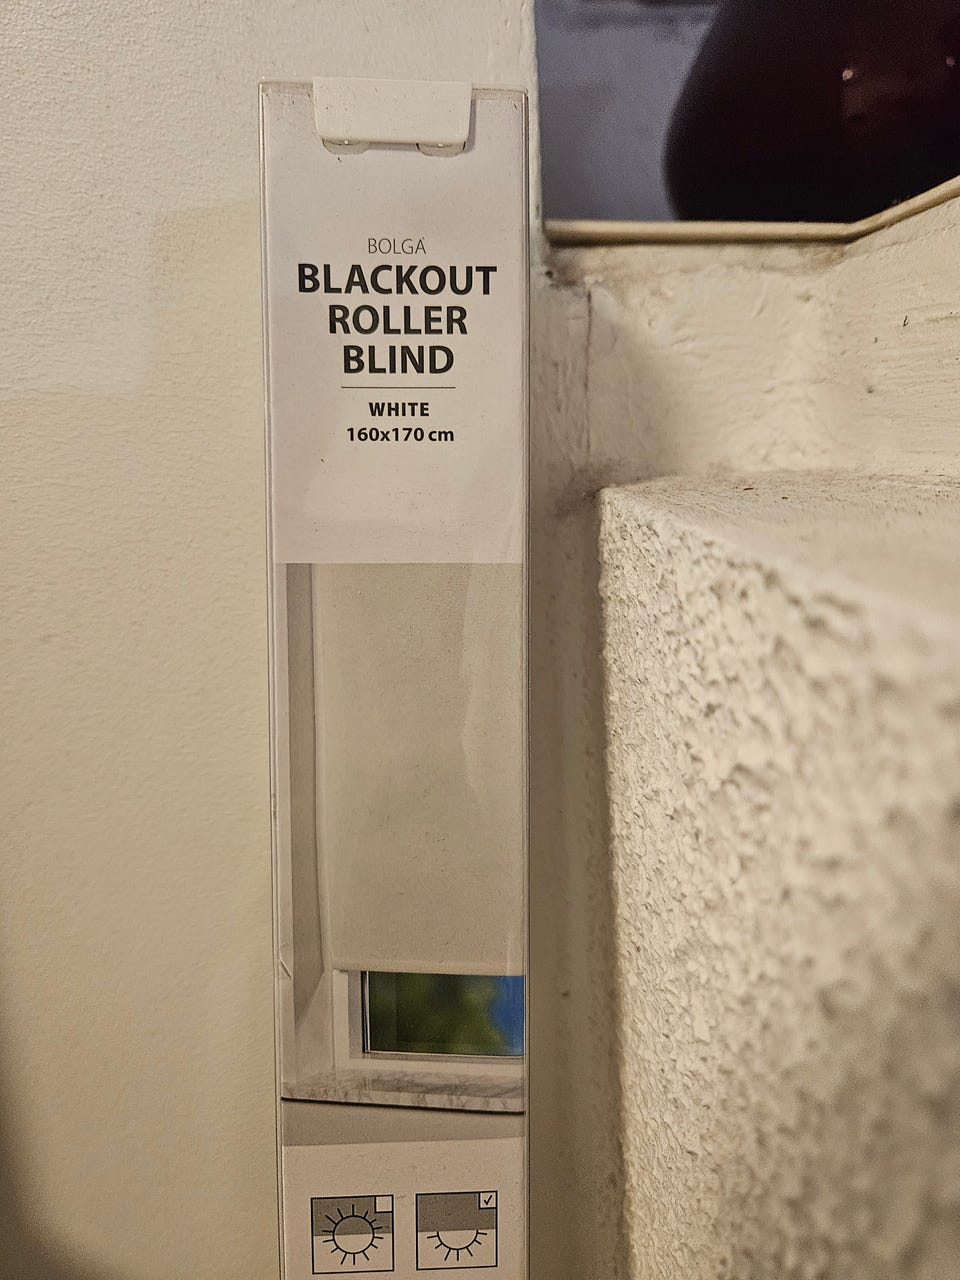 BOLGA
BLACKOUT
ROLLER
BLIND
WHITE
160x170 cm